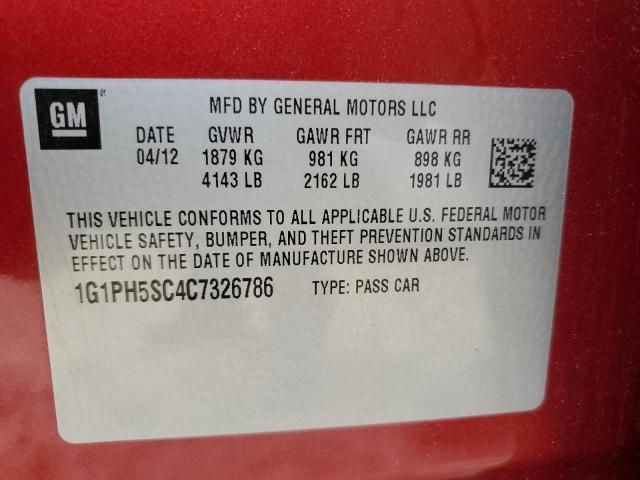 GM
MFD BY GENERAL MOTORS LLC
DATE GVWR GAWR FRT GAWR RR
04/12 1879 KG 981 KG 898 KG
4143 LB 2162 LB 1981 LB
THIS VEHICLE CONFORMS TO ALL APPLICABLE U.S. FEDERAL MOTOR
VEHICLE SAFETY, BUMPER, AND THEFT PREVENTION STANDARDS IN
EFFECT ON THE DATE OF MANUFACTURE SHOWN ABOVE.
1G1PH5SC4C7326786 TYPE: PASS CAR